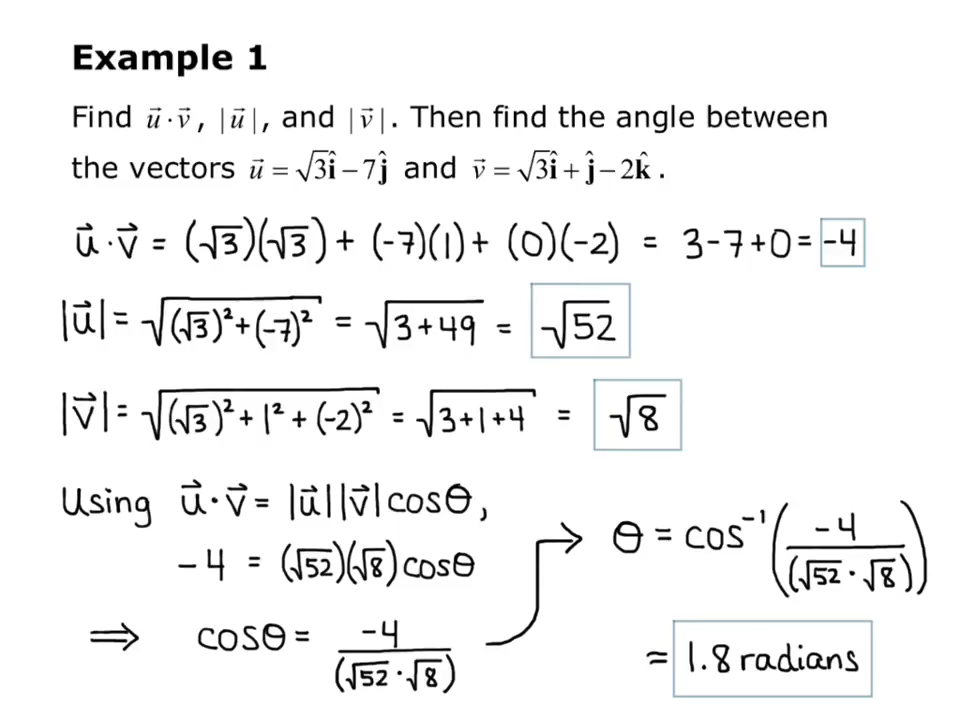 Example 1
Find u⃗ · v⃗ , | u⃗ |, and | v⃗ |. Then find the angle between
the vectors u⃗ = √3î − 7ĵ and v⃗ = √3î + ĵ − 2k̂ .
u⃗ · v⃗ = (√3)(√3) + (-7)(1) + (0)(-2) = 3-7+0 = -4
|u⃗| = √((√3)² + (-7)²) = √(3+49) = √52
|v⃗| = √((√3)² + 1² + (-2)²) = √(3+1+4) = √8
Using u⃗ · v⃗ = |u⃗||v⃗| cosθ,
-4 = (√52)(√8) cosθ
⟹ cosθ = -4/(√52 · √8)
→ θ = cos⁻¹(-4/(√52 · √8))
= 1.8 radians